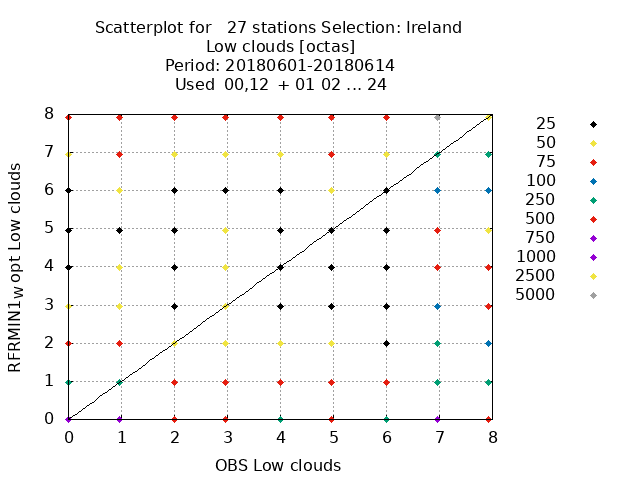 Scatterplot for   27 stations Selection: Ireland
Low clouds [octas]
Period: 20180601-20180614
Used  00,12  + 01 02 ... 24
RFRMIN1W opt Low clouds
8
7
6
5
4
3
2
1
0
0 1 2 3 4 5 6 7 8
OBS Low clouds
25
50
75
100
250
500
750
1000
2500
5000